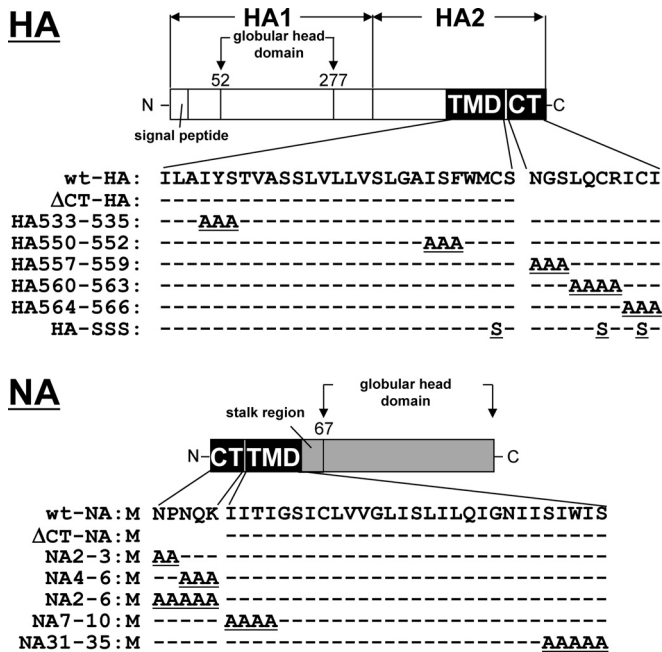 HA
HA1 HA2
globular head
domain
52 277
N TMD CT C
signal peptide
wt-HA: ILAIYSTVASSLVLLVSLGAISFWMCS NGSLQCRICI
ΔCT-HA: ---------------------------
HA533-535: ---AAA--------------------- ----------
HA550-552: --------------------AAA---- ----------
HA557-559: --------------------------- AAA-------
HA560-563: --------------------------- ---AAAA---
HA564-566: --------------------------- -------AAA
HA-SSS: -------------------------S- -----S--S-
NA
globular head
domain
stalk region
67
N CT TMD C
wt-NA:M NPNQK IITIGSICLVVGLISLILQIGNIISIWIS
ΔCT-NA:M -----------------------------
NA2-3:M AA--- -----------------------------
NA4-6:M --AAA -----------------------------
NA2-6:M AAAAA -----------------------------
NA7-10:M ----- AAAA-------------------------
NA31-35:M ----- ------------------------AAAAA